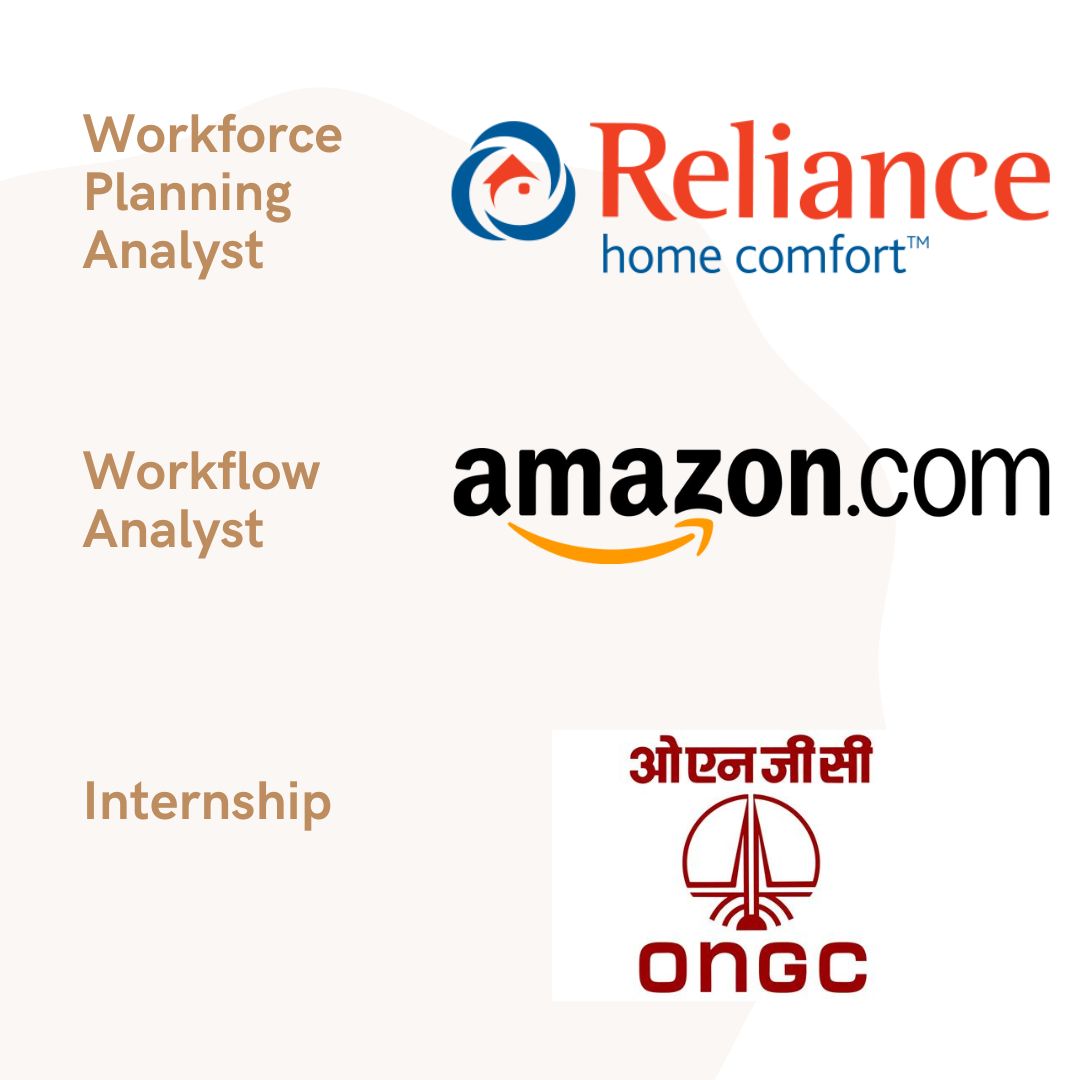 Workforce
Planning
Analyst
Reliance
home comfort™
Workflow
Analyst
amazon.com
Internship
ओएनजीसी
ONGC